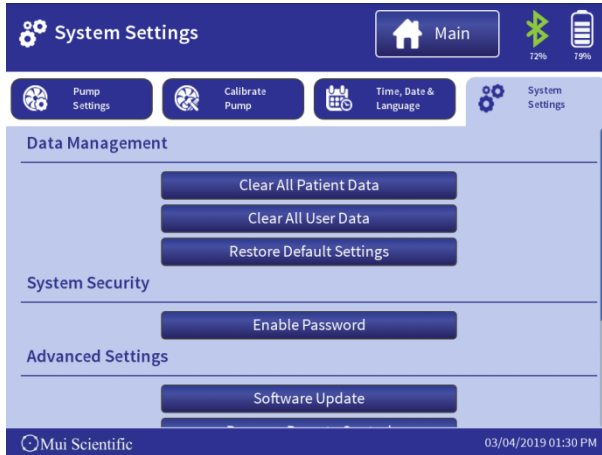 System Settings
Main
72%
79%
Pump
Settings
Calibrate
Pump
Time, Date &
Language
System
Settings
Data Management
Clear All Patient Data
Clear All User Data
Restore Default Settings
System Security
Enable Password
Advanced Settings
Software Update
Mui Scientific
03/04/2019 01:30 PM